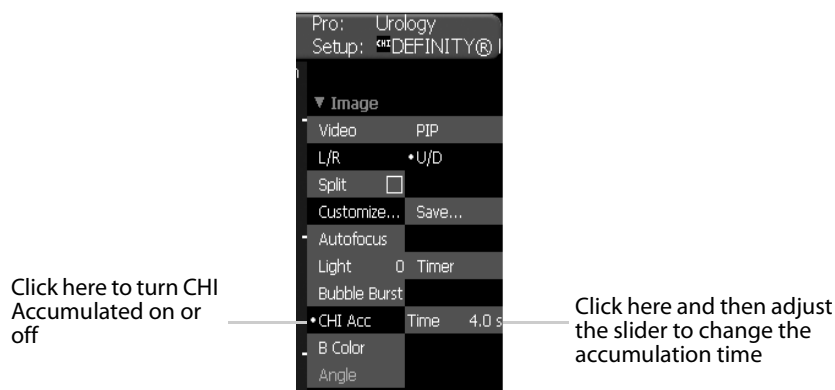 Pro: Urology
Setup: CHI DEFINITY®
▼ Image
Video PIP
L/R •U/D
Split
Customize... Save...
Autofocus
Light 0 Timer
Bubble Burst
•CHI Acc Time 4.0 s
B Color
Angle
Click here to turn CHI
Accumulated on or
off
Click here and then adjust
the slider to change the
accumulation time